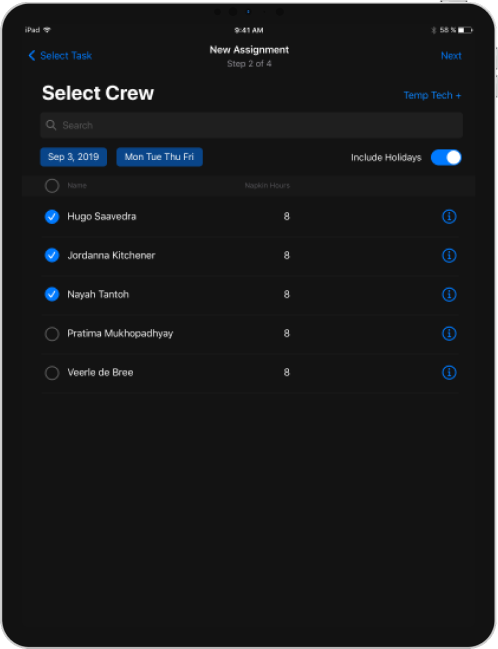 iPad 9:41 AM 58 %
Select Task New Assignment Next
Step 2 of 4
Select Crew Temp Tech +
Search
Sep 3, 2019 Mon Tue Thu Fri Include Holidays
Name Napkin Hours
Hugo Saavedra 8
Jordanna Kitchener 8
Nayah Tantoh 8
Pratima Mukhopadhyay 8
Veerle de Bree 8